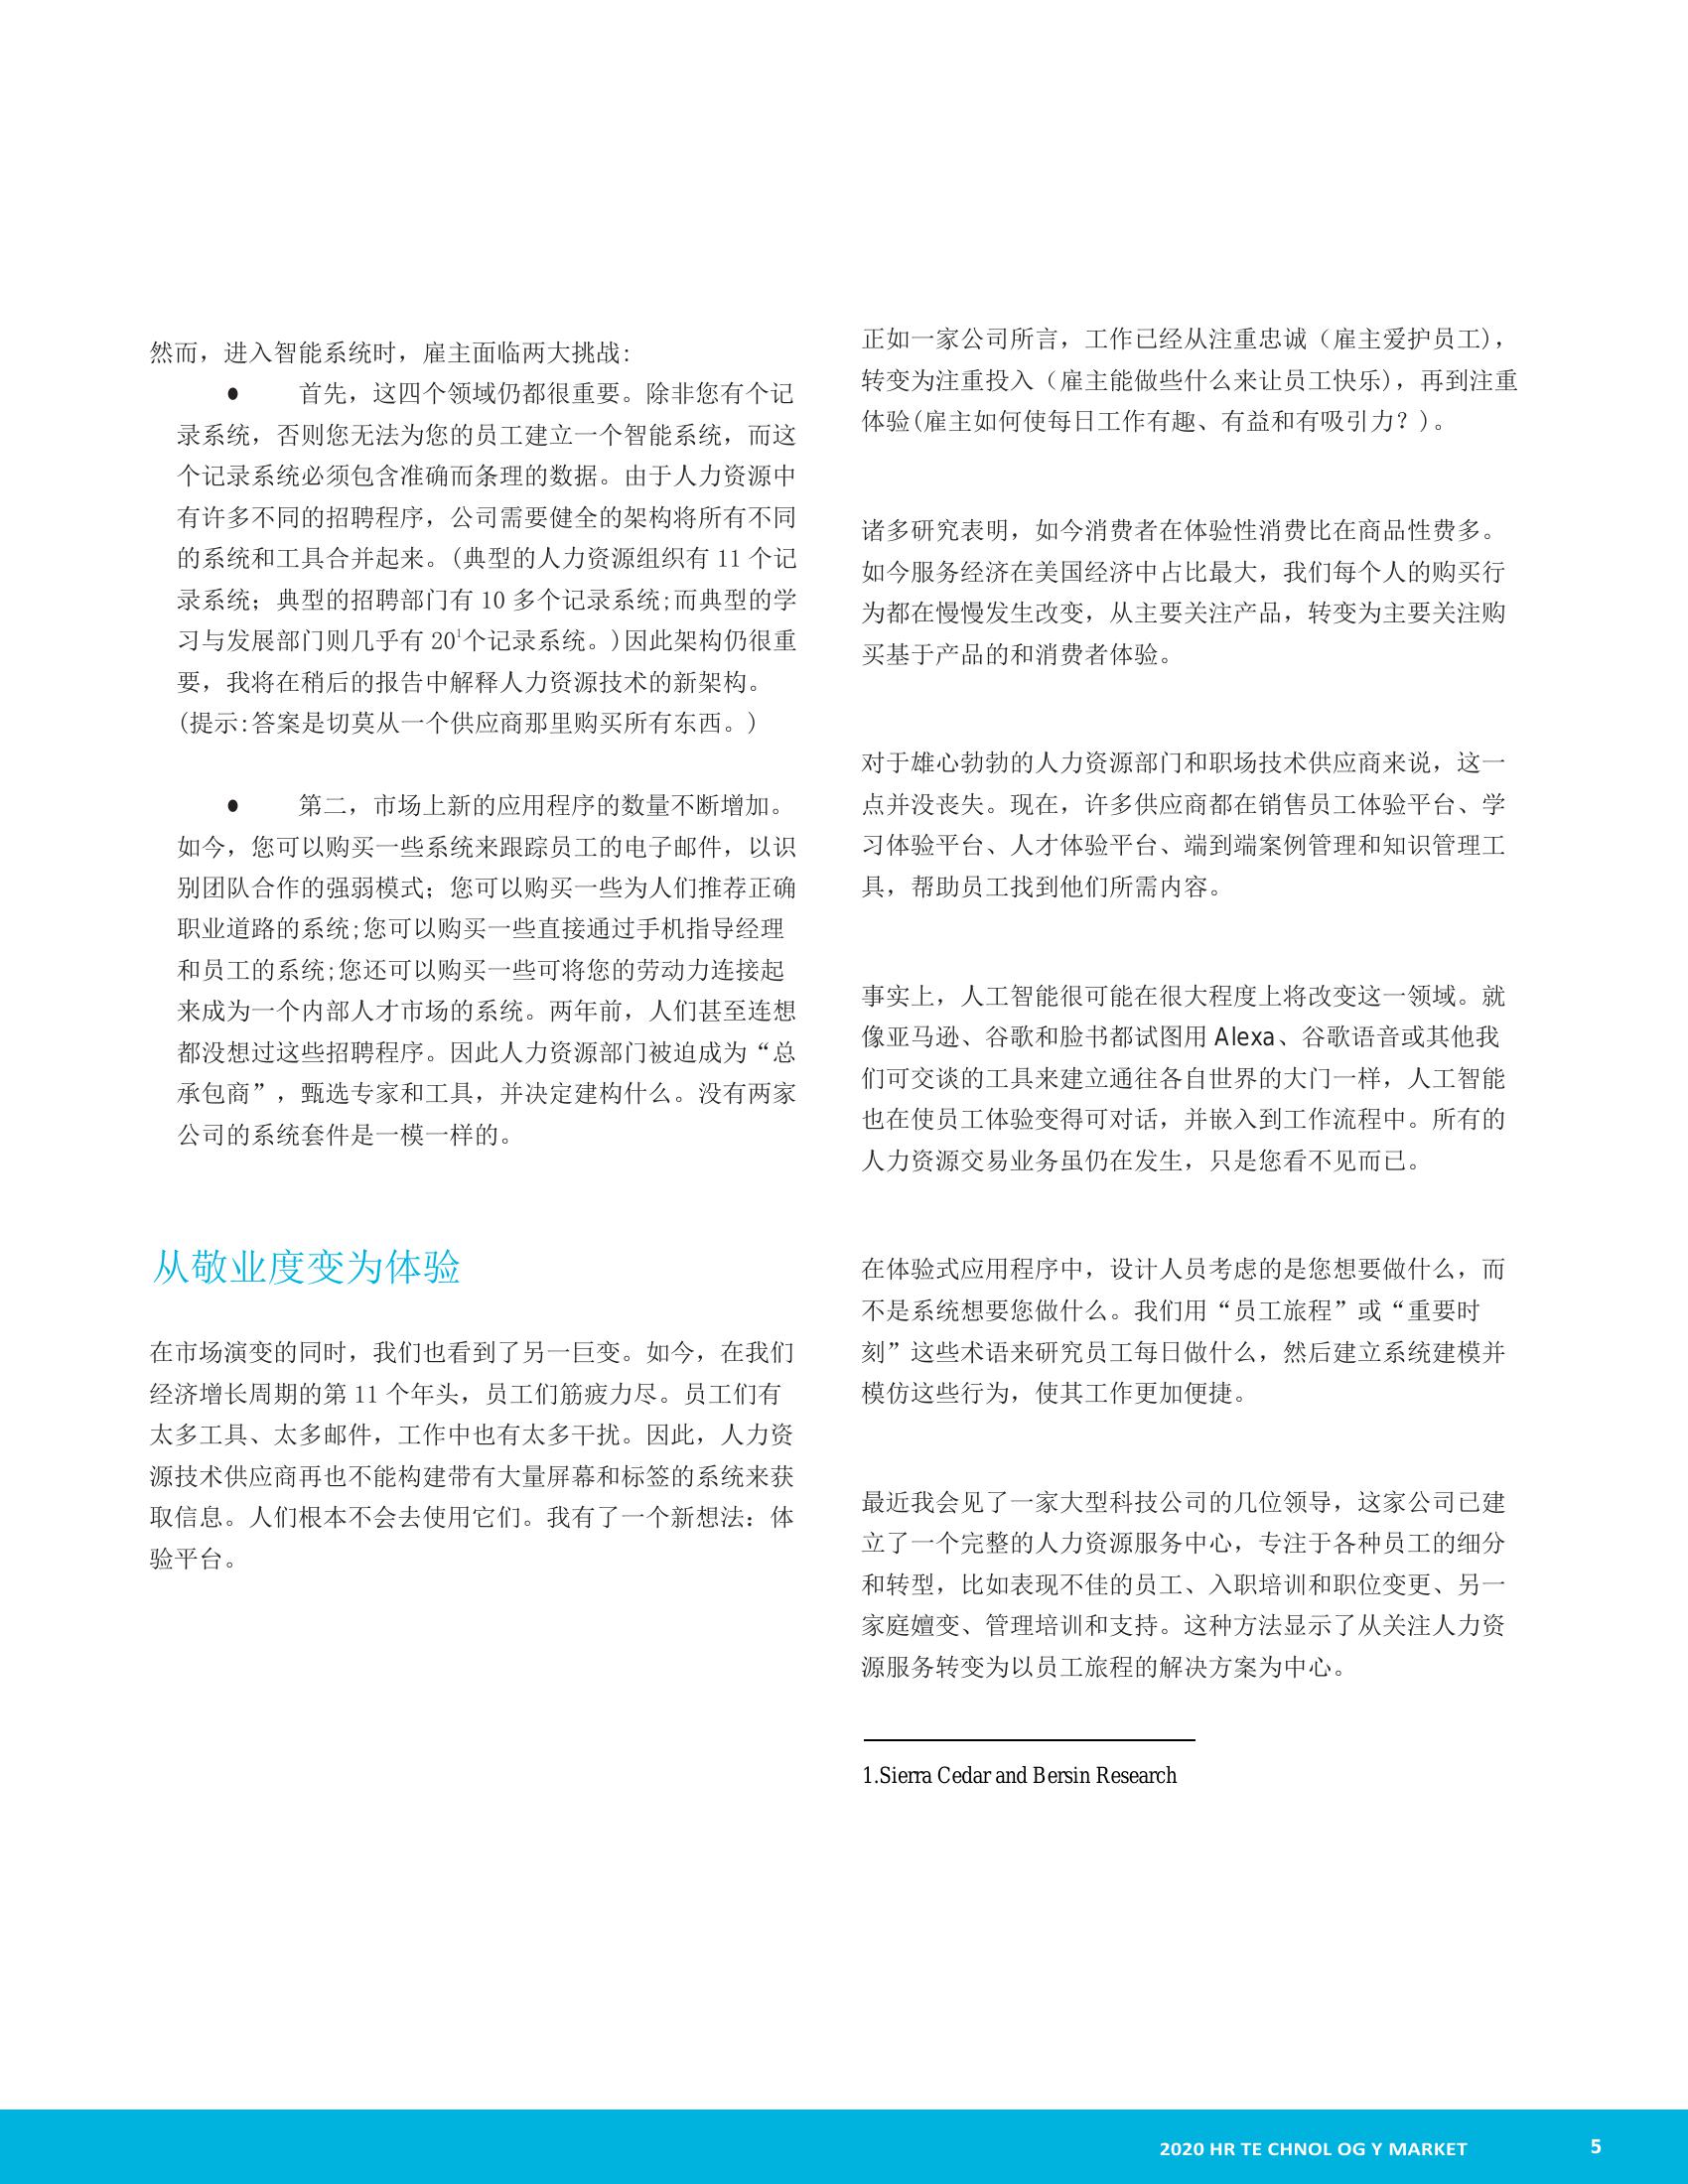 然而，进入智能系统时，雇主面临两大挑战:
● 首先，这四个领域仍都很重要。除非您有个记
录系统，否则您无法为您的员工建立一个智能系统，而这
个记录系统必须包含准确而条理的数据。由于人力资源中
有许多不同的招聘程序，公司需要健全的架构将所有不同
的系统和工具合并起来。(典型的人力资源组织有 11 个记
录系统；典型的招聘部门有 10 多个记录系统;而典型的学
习与发展部门则几乎有 20¹个记录系统。)因此架构仍很重
要，我将在稍后的报告中解释人力资源技术的新架构。
(提示:答案是切莫从一个供应商那里购买所有东西。)
● 第二，市场上新的应用程序的数量不断增加。
如今，您可以购买一些系统来跟踪员工的电子邮件，以识
别团队合作的强弱模式；您可以购买一些为人们推荐正确
职业道路的系统;您可以购买一些直接通过手机指导经理
和员工的系统;您还可以购买一些可将您的劳动力连接起
来成为一个内部人才市场的系统。两年前，人们甚至连想
都没想过这些招聘程序。因此人力资源部门被迫成为“总
承包商”，甄选专家和工具，并决定建构什么。没有两家
公司的系统套件是一模一样的。
从敬业度变为体验
在市场演变的同时，我们也看到了另一巨变。如今，在我们
经济增长周期的第 11 个年头，员工们筋疲力尽。员工们有
太多工具、太多邮件，工作中也有太多干扰。因此，人力资
源技术供应商再也不能构建带有大量屏幕和标签的系统来获
取信息。人们根本不会去使用它们。我有了一个新想法：体
验平台。
正如一家公司所言，工作已经从注重忠诚（雇主爱护员工)，
转变为注重投入（雇主能做些什么来让员工快乐)，再到注重
体验(雇主如何使每日工作有趣、有益和有吸引力？)。
诸多研究表明，如今消费者在体验性消费比在商品性费多。
如今服务经济在美国经济中占比最大，我们每个人的购买行
为都在慢慢发生改变，从主要关注产品，转变为主要关注购
买基于产品的和消费者体验。
对于雄心勃勃的人力资源部门和职场技术供应商来说，这一
点并没丧失。现在，许多供应商都在销售员工体验平台、学
习体验平台、人才体验平台、端到端案例管理和知识管理工
具，帮助员工找到他们所需内容。
事实上，人工智能很可能在很大程度上将改变这一领域。就
像亚马逊、谷歌和脸书都试图用 Alexa、谷歌语音或其他我
们可交谈的工具来建立通往各自世界的大门一样，人工智能
也在使员工体验变得可对话，并嵌入到工作流程中。所有的
人力资源交易业务虽仍在发生，只是您看不见而已。
在体验式应用程序中，设计人员考虑的是您想要做什么，而
不是系统想要您做什么。我们用“员工旅程”或“重要时
刻”这些术语来研究员工每日做什么，然后建立系统建模并
模仿这些行为，使其工作更加便捷。
最近我会见了一家大型科技公司的几位领导，这家公司已建
立了一个完整的人力资源服务中心，专注于各种员工的细分
和转型，比如表现不佳的员工、入职培训和职位变更、另一
家庭嬗变、管理培训和支持。这种方法显示了从关注人力资
源服务转变为以员工旅程的解决方案为中心。
1.Sierra Cedar and Bersin Research
2020 HR TE CHNOL OG Y MARKET 5